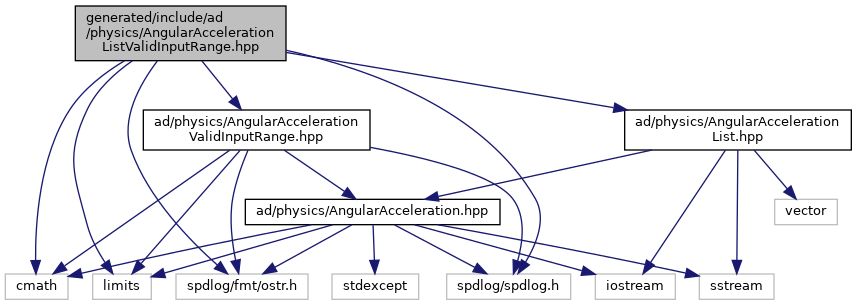 generated/include/ad
/physics/AngularAcceleration
ListValidInputRange.hpp
ad/physics/AngularAcceleration
ValidInputRange.hpp
ad/physics/AngularAcceleration
List.hpp
ad/physics/AngularAcceleration.hpp
vector
cmath
limits
spdlog/fmt/ostr.h
stdexcept
spdlog/spdlog.h
iostream
sstream